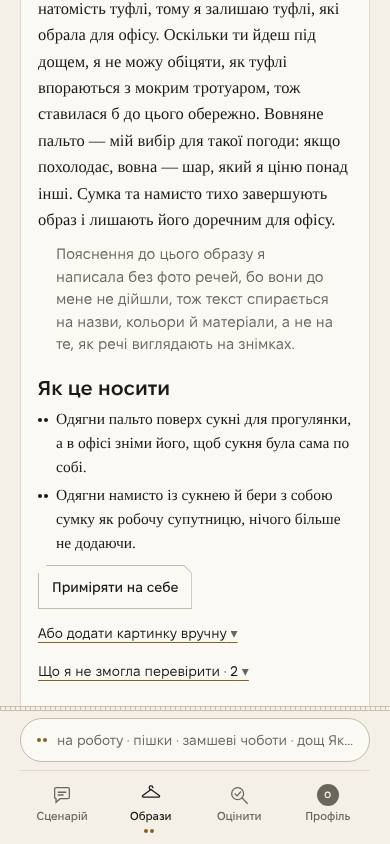 натомість туфлі, тому я залишаю туфлі, які
обрала для офісу. Оскільки ти йдеш під
дощем, я не можу обіцяти, як туфлі
впораються з мокрим тротуаром, тож
ставилася б до цього обережно. Вовняне
пальто — мій вибір для такої погоди: якщо
похолодає, вовна — шар, який я ціню понад
інші. Сумка та намисто тихо завершують
образ і лишають його доречним для офісу.
Пояснення до цього образу я
написала без фото речей, бо вони до
мене не дійшли, тож текст спирається
на назви, кольори й матеріали, а не на
те, як речі виглядають на знімках.
Як це носити
Одягни пальто поверх сукні для прогулянки,
а в офісі зніми його, щоб сукня була сама по
собі.
Одягни намисто із сукнею й бери з собою
сумку як робочу супутницю, нічого більше
не додаючи.
Приміряти на себе
Або додати картинку вручну ▾
Що я не змогла перевірити · 2 ▾
на роботу · пішки · замшеві чоботи · дощ Як…
Сценарій
Образи
Оцінити
О
Профіль